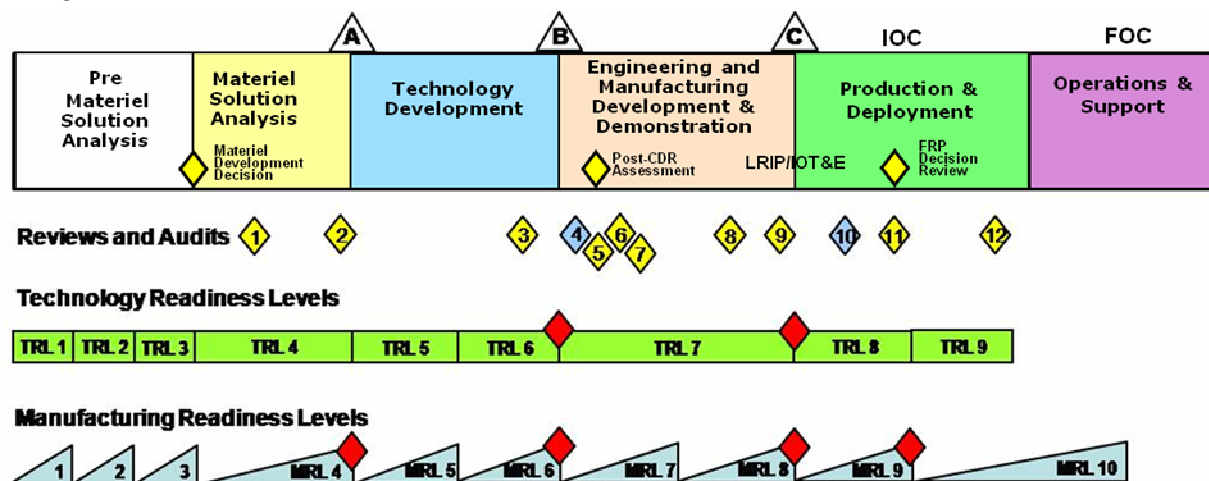 A
B
C
IOC
FOC
Pre
Materiel
Solution
Analysis
Materiel
Solution
Analysis
Materiel
Development
Decision
Technology
Development
Engineering and
Manufacturing
Development &
Demonstration
Post-CDR
Assessment
LRIP/IOT&E
Production &
Deployment
FRP
Decision
Review
Operations &
Support
Reviews and Audits
1
2
3
4
5
6
7
8
9
10
11
12
Technology Readiness Levels
TRL 1
TRL 2
TRL 3
TRL 4
TRL 5
TRL 6
TRL 7
TRL 8
TRL 9
Manufacturing Readiness Levels
1
2
3
MRL 4
MRL 5
MRL 6
MRL 7
MRL 8
MRL 9
MRL 10